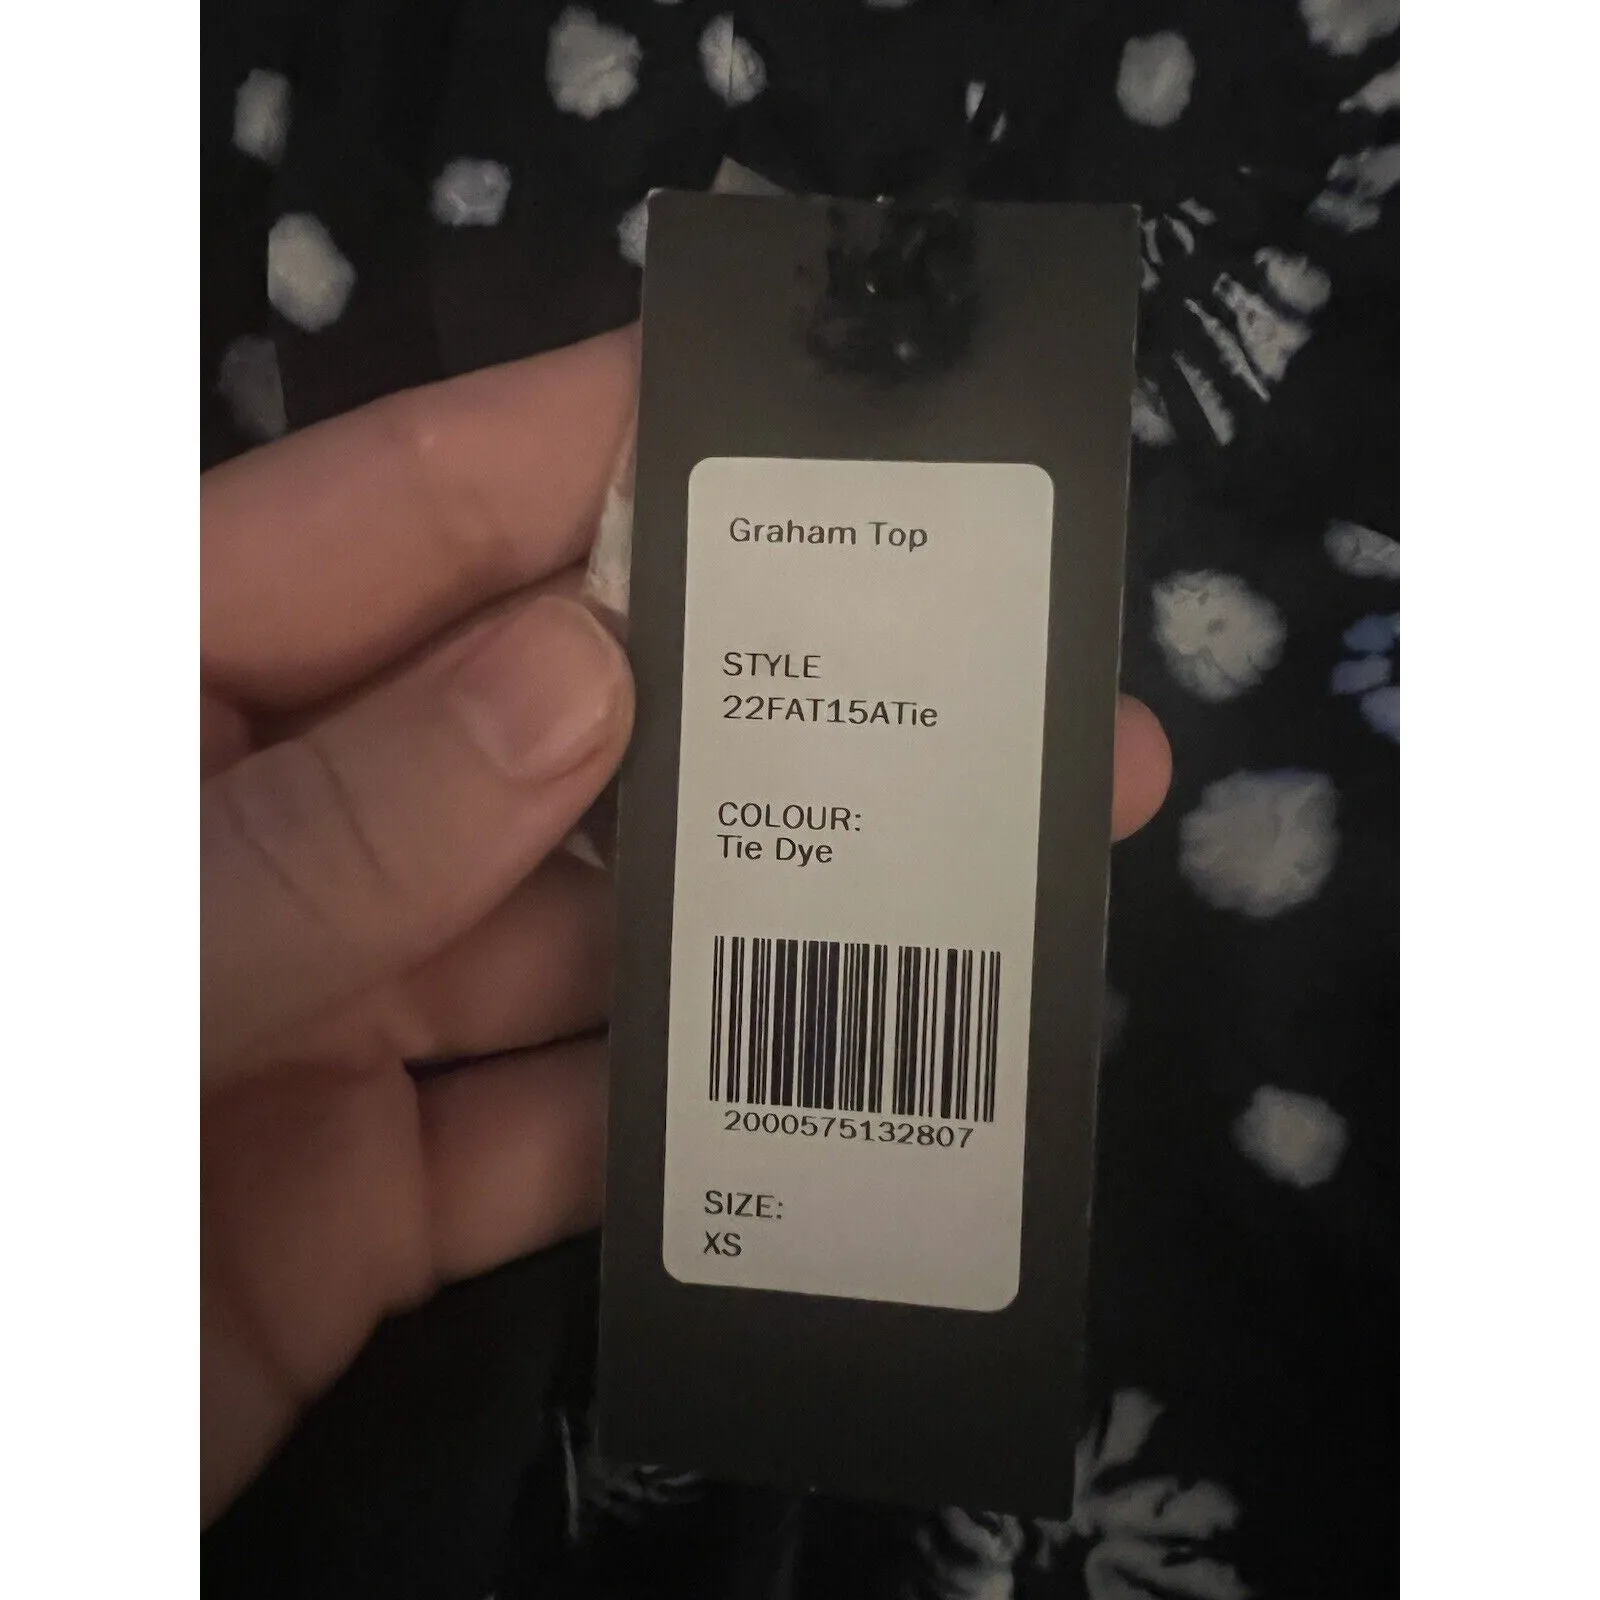 Graham Top
STYLE
22FAT15ATie
COLOUR:
Tie Dye
2000575132807
SIZE:
XS